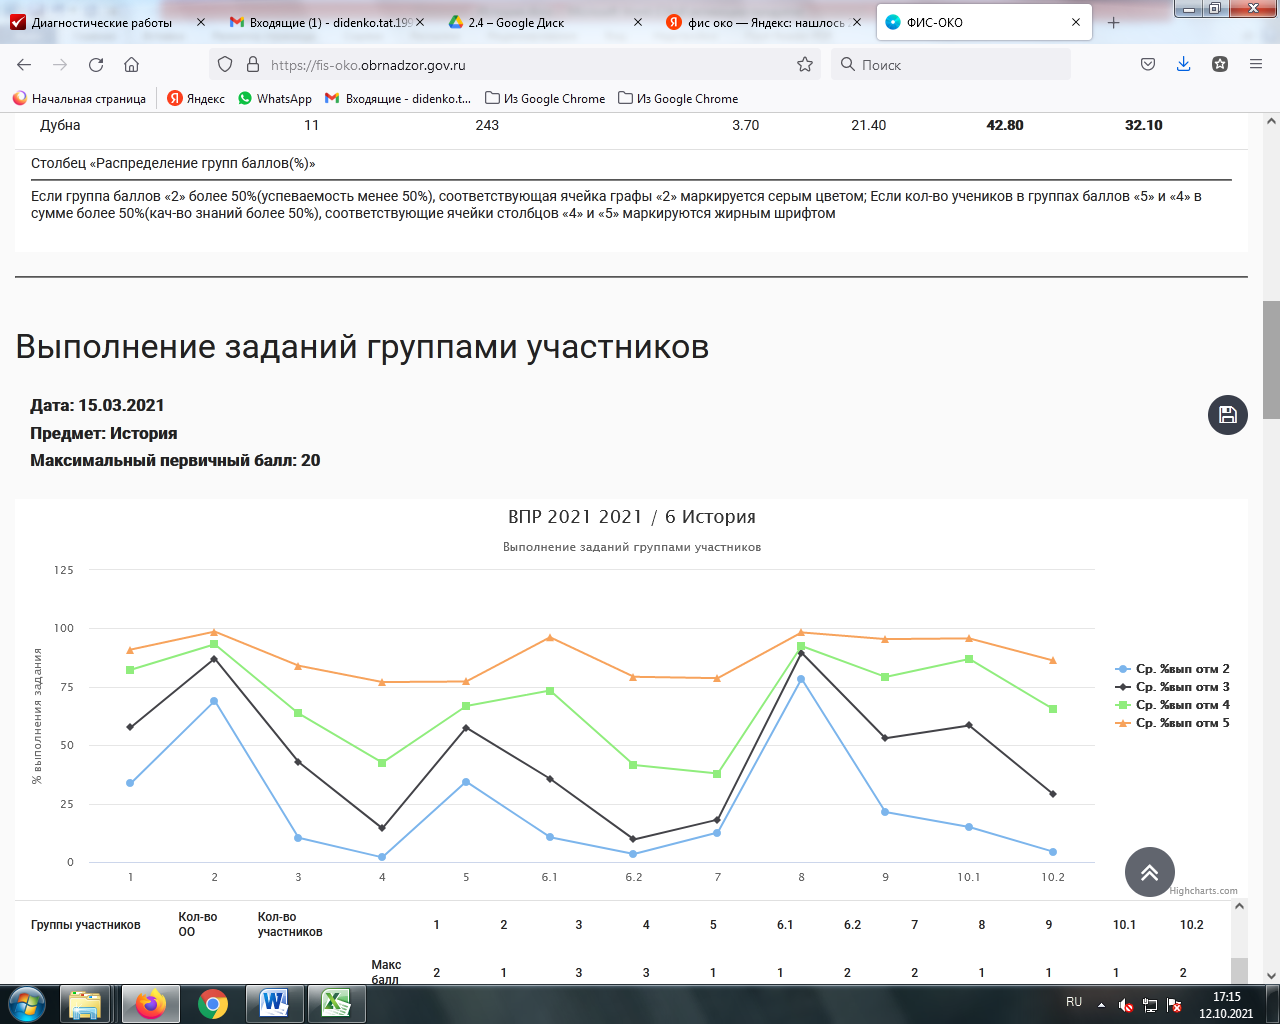 Диагностические работы
Входящие (1) - didenko.tat.199
2.4 – Google Диск
фис око — Яндекс: нашлось
ФИС-ОКО
https://fis-oko.obrnadzor.gov.ru
Поиск
Начальная страница
Яндекс
WhatsApp
Входящие - didenko.t...
Из Google Chrome
Из Google Chrome
Дубна 11 243 3.70 21.40 42.80 32.10
Столбец «Распределение групп баллов(%)»
Если группа баллов «2» более 50%(успеваемость менее 50%), соответствующая ячейка графы «2» маркируется серым цветом; Если кол-во учеников в группах баллов «5» и «4» в
сумме более 50%(кач-во знаний более 50%), соответствующие ячейки столбцов «4» и «5» маркируются жирным шрифтом
Выполнение заданий группами участников
Дата: 15.03.2021
Предмет: История
Максимальный первичный балл: 20
ВПР 2021 2021 / 6 История
Выполнение заданий группами участников
% выполнения задания
125
100
75
50
25
0
1 2 3 4 5 6.1 6.2 7 8 9 10.1 10.2
Ср. %вып отм 2
Ср. %вып отм 3
Ср. %вып отм 4
Ср. %вып отм 5
Highcharts.com
Группы участников Кол-во ОО Кол-во участников 1 2 3 4 5 6.1 6.2 7 8 9 10.1 10.2
Макс балл 2 1 3 3 1 1 2 2 1 1 1 2
RU
17:15
12.10.2021